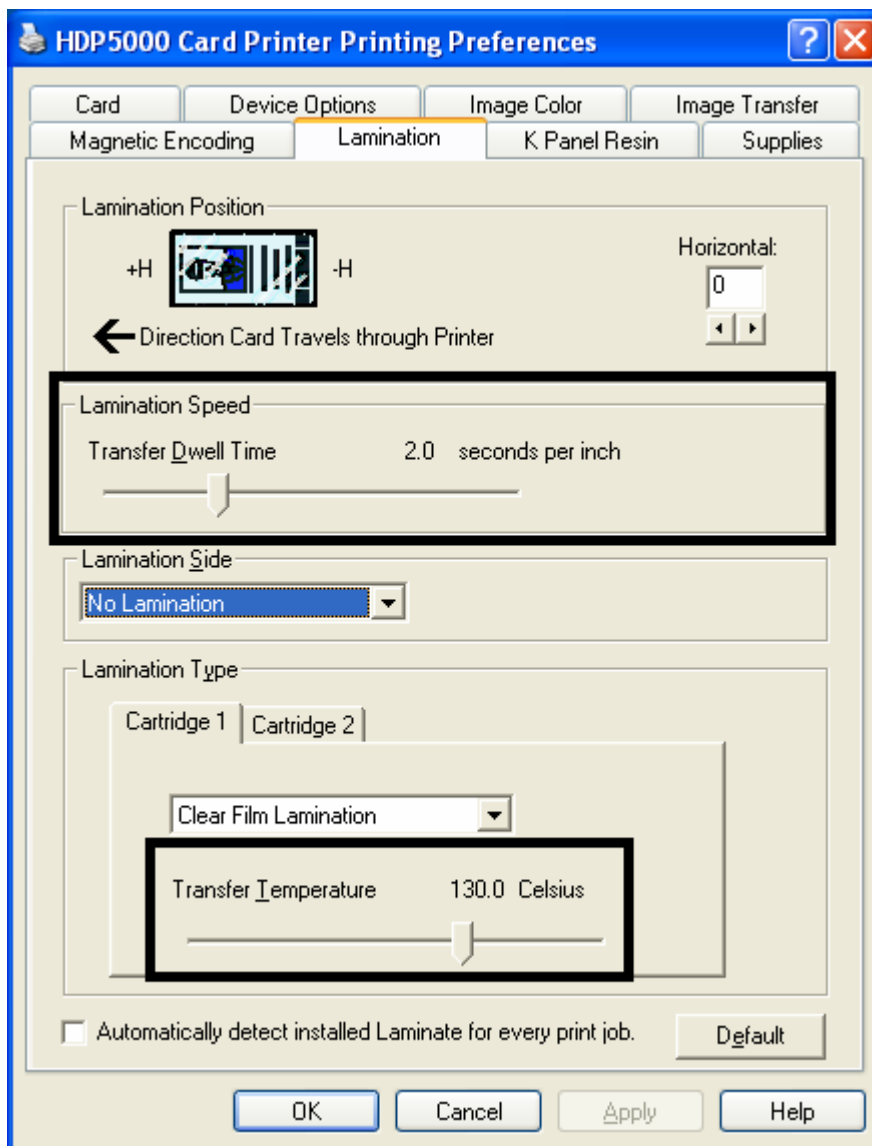 HDP5000 Card Printer Printing Preferences
Card Device Options Image Color Image Transfer
Magnetic Encoding Lamination K Panel Resin Supplies
Lamination Position
+H -H
Horizontal:
0
Direction Card Travels through Printer
Lamination Speed
Transfer Dwell Time 2.0 seconds per inch
Lamination Side
No Lamination
Lamination Type
Cartridge 1 Cartridge 2
Clear Film Lamination
Transfer Temperature 130.0 Celsius
Automatically detect installed Laminate for every print job.
Default
OK Cancel Apply Help